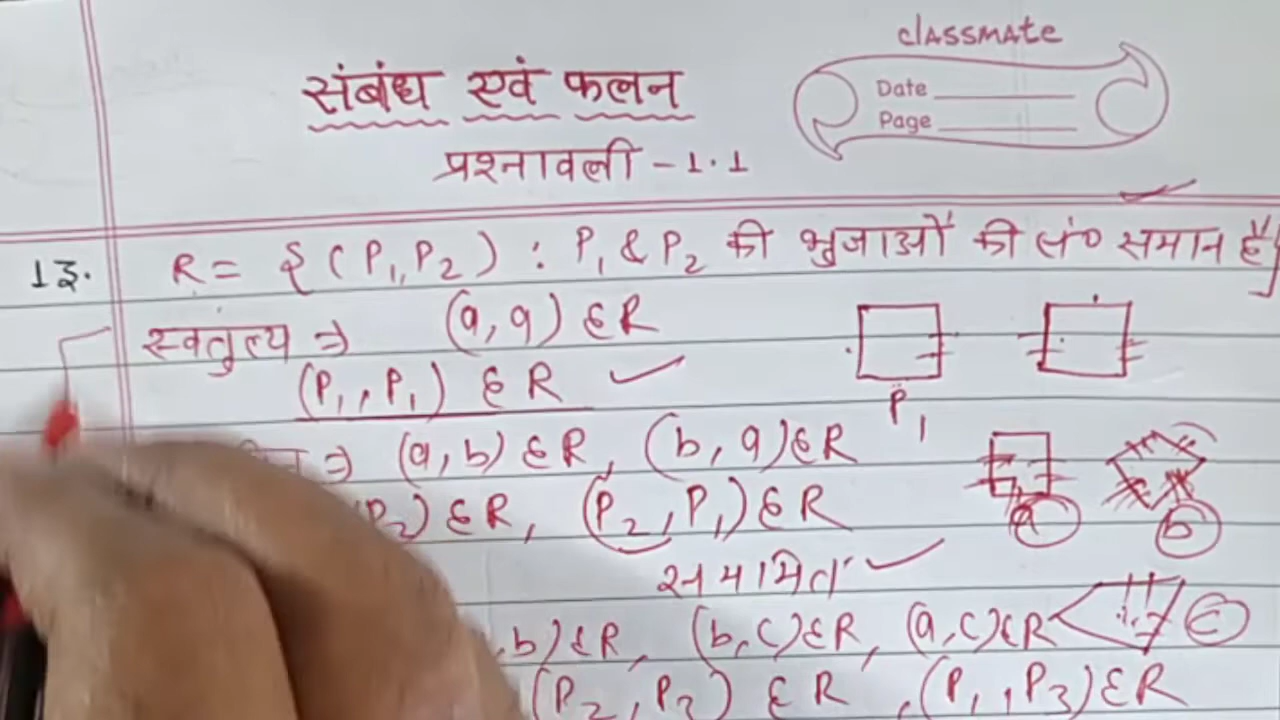 classmate
Date
Page
संबंध एवं फलन
प्रश्नावली - 1.1
13. R = { (P₁, P₂) : P₁ & P₂ की भुजाओं की सं० समान हैं}
स्वतुल्य ⇒ (a, a) ∈ R
(P₁, P₁) ∈ R ✓
P₁
⇒ (a, b) ∈ R, (b, a) ∈ R
P₂) ∈ R, (P₂, P₁) ∈ R
a b
समामित ✓
, b) ∈ R, (b, c) ∈ R, (a, c) ∈ R c
(P₂, P₃) ∈ R, (P₁, P₃) ∈ R